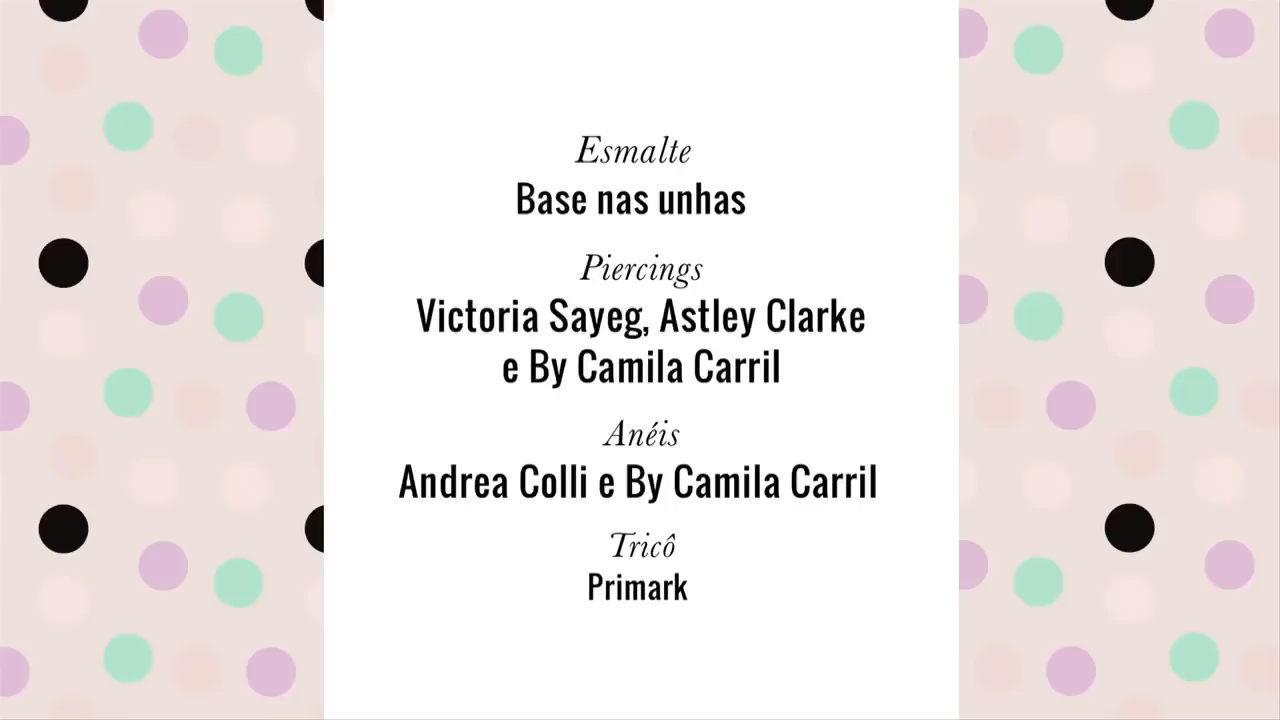 Esmalte
Base nas unhas
Piercings
Victoria Sayeg, Astley Clarke
e By Camila Carril
Anéis
Andrea Colli e By Camila Carril
Tricô
Primark